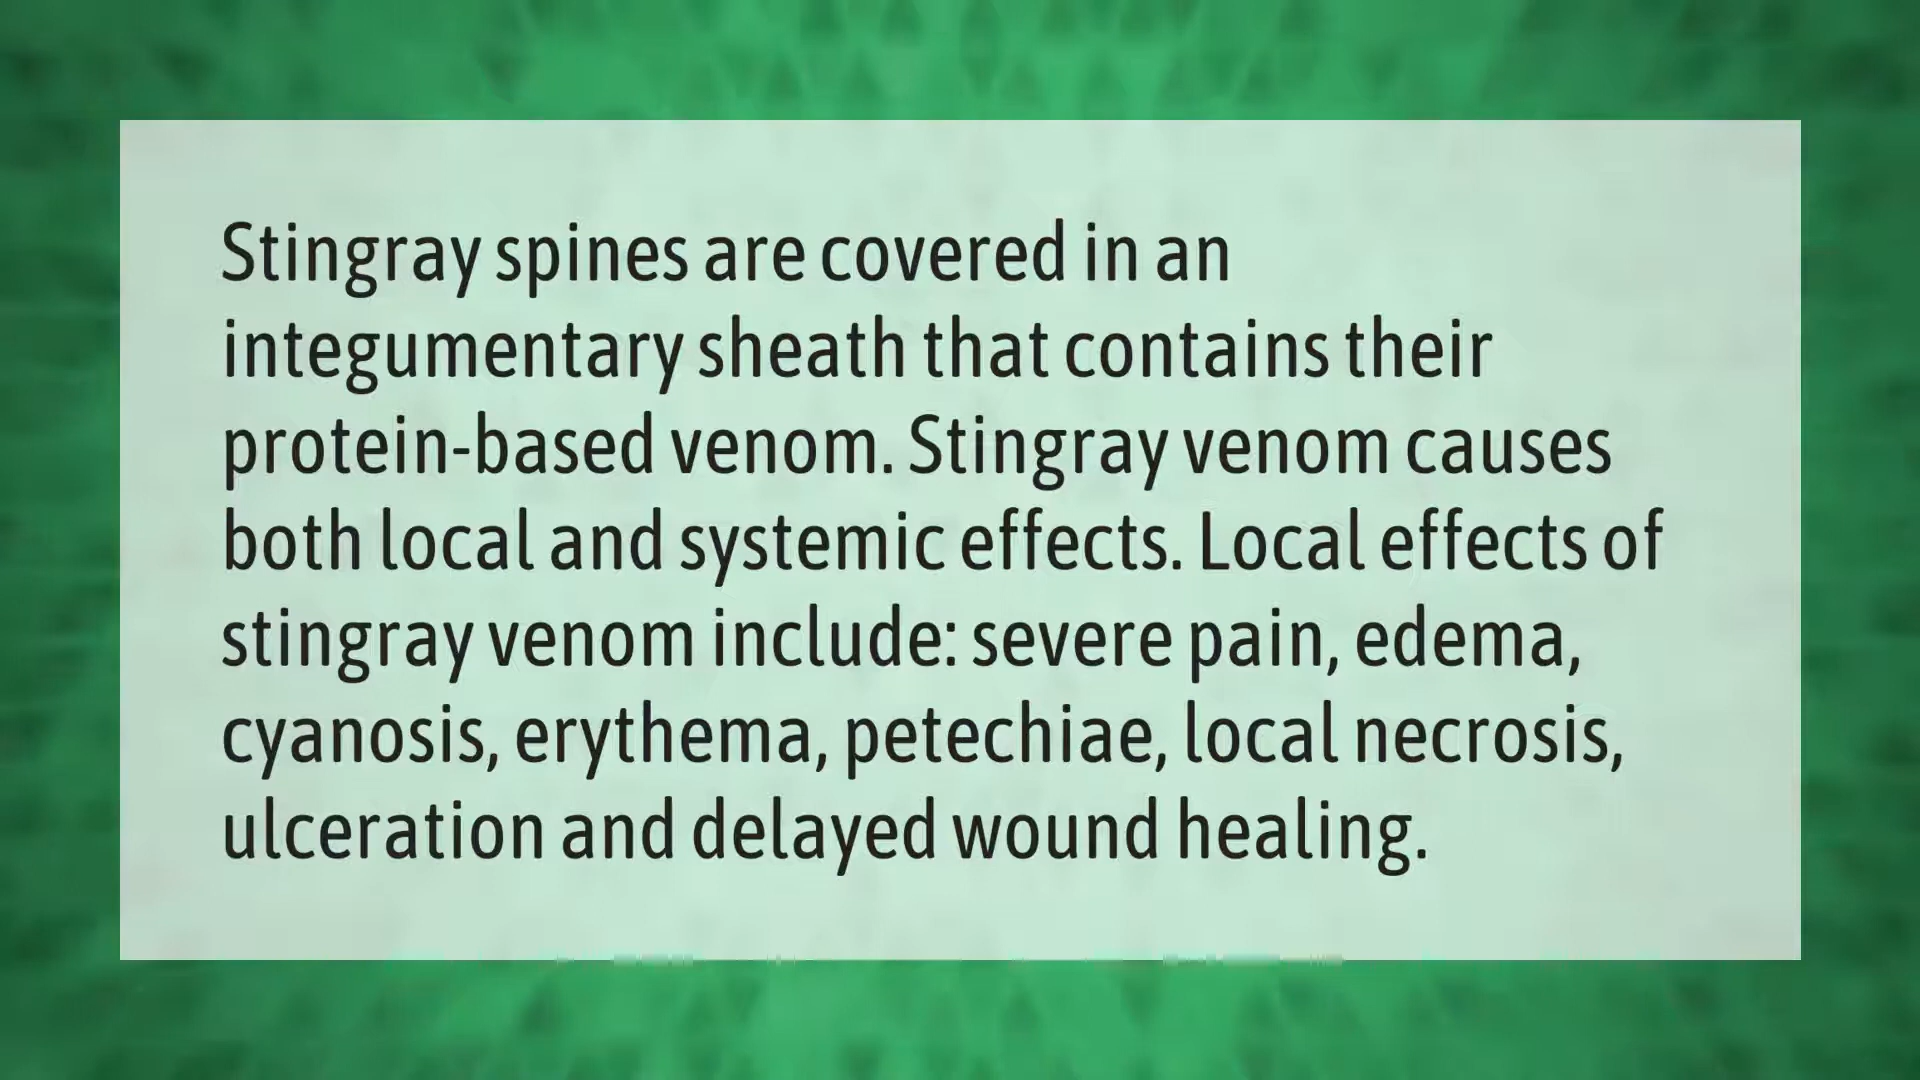 Stingray spines are covered in an
integumentary sheath that contains their
protein-based venom. Stingray venom causes
both local and systemic effects. Local effects of
stingray venom include: severe pain, edema,
cyanosis, erythema, petechiae, local necrosis,
ulceration and delayed wound healing.